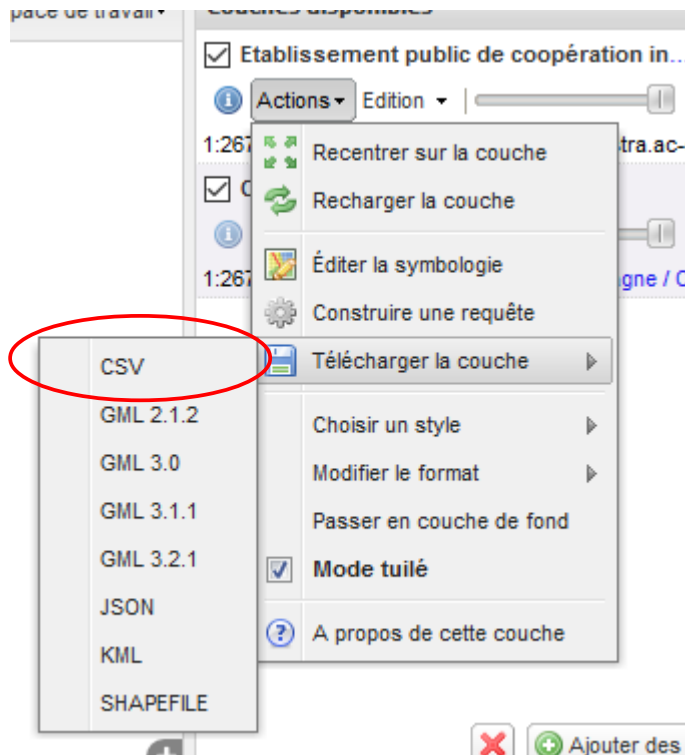 pace de travail
Couches disponibles
Etablissement public de coopération in...
Actions Edition
1:267 tra.ac-
Recentrer sur la couche
C
Recharger la couche
Éditer la symbologie
1:267 gne / C
Construire une requête
Télécharger la couche
CSV
GML 2.1.2
GML 3.0
GML 3.1.1
GML 3.2.1
JSON
KML
SHAPEFILE
Choisir un style
Modifier le format
Passer en couche de fond
Mode tuilé
A propos de cette couche
Ajouter des